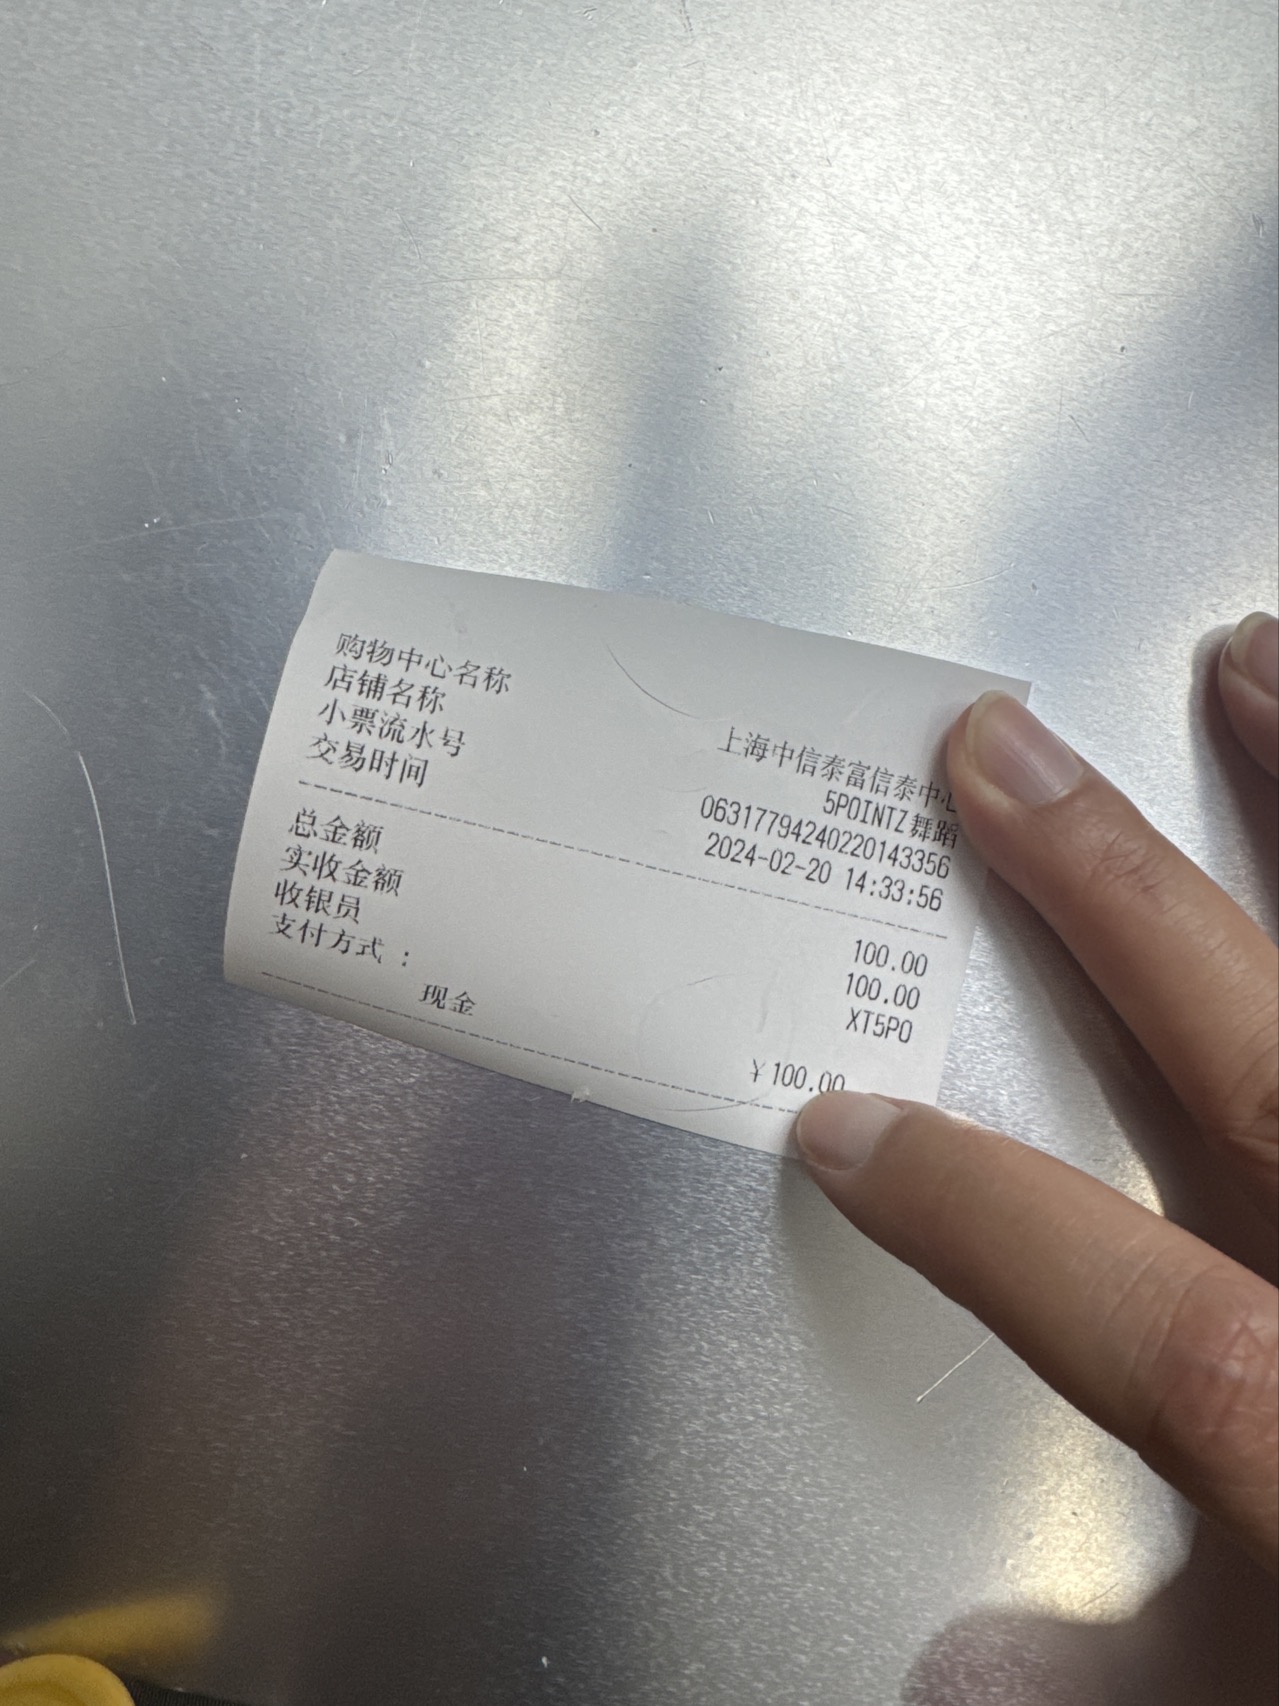 购物中心名称
上海中信泰富信泰中心
店铺名称 5POINTZ舞蹈
小票流水号 06317794240220143356
交易时间 2024-02-20 14:33:56
总金额 100.00
实收金额 100.00
收银员 XT5PO
支付方式：
现金 ￥100.00